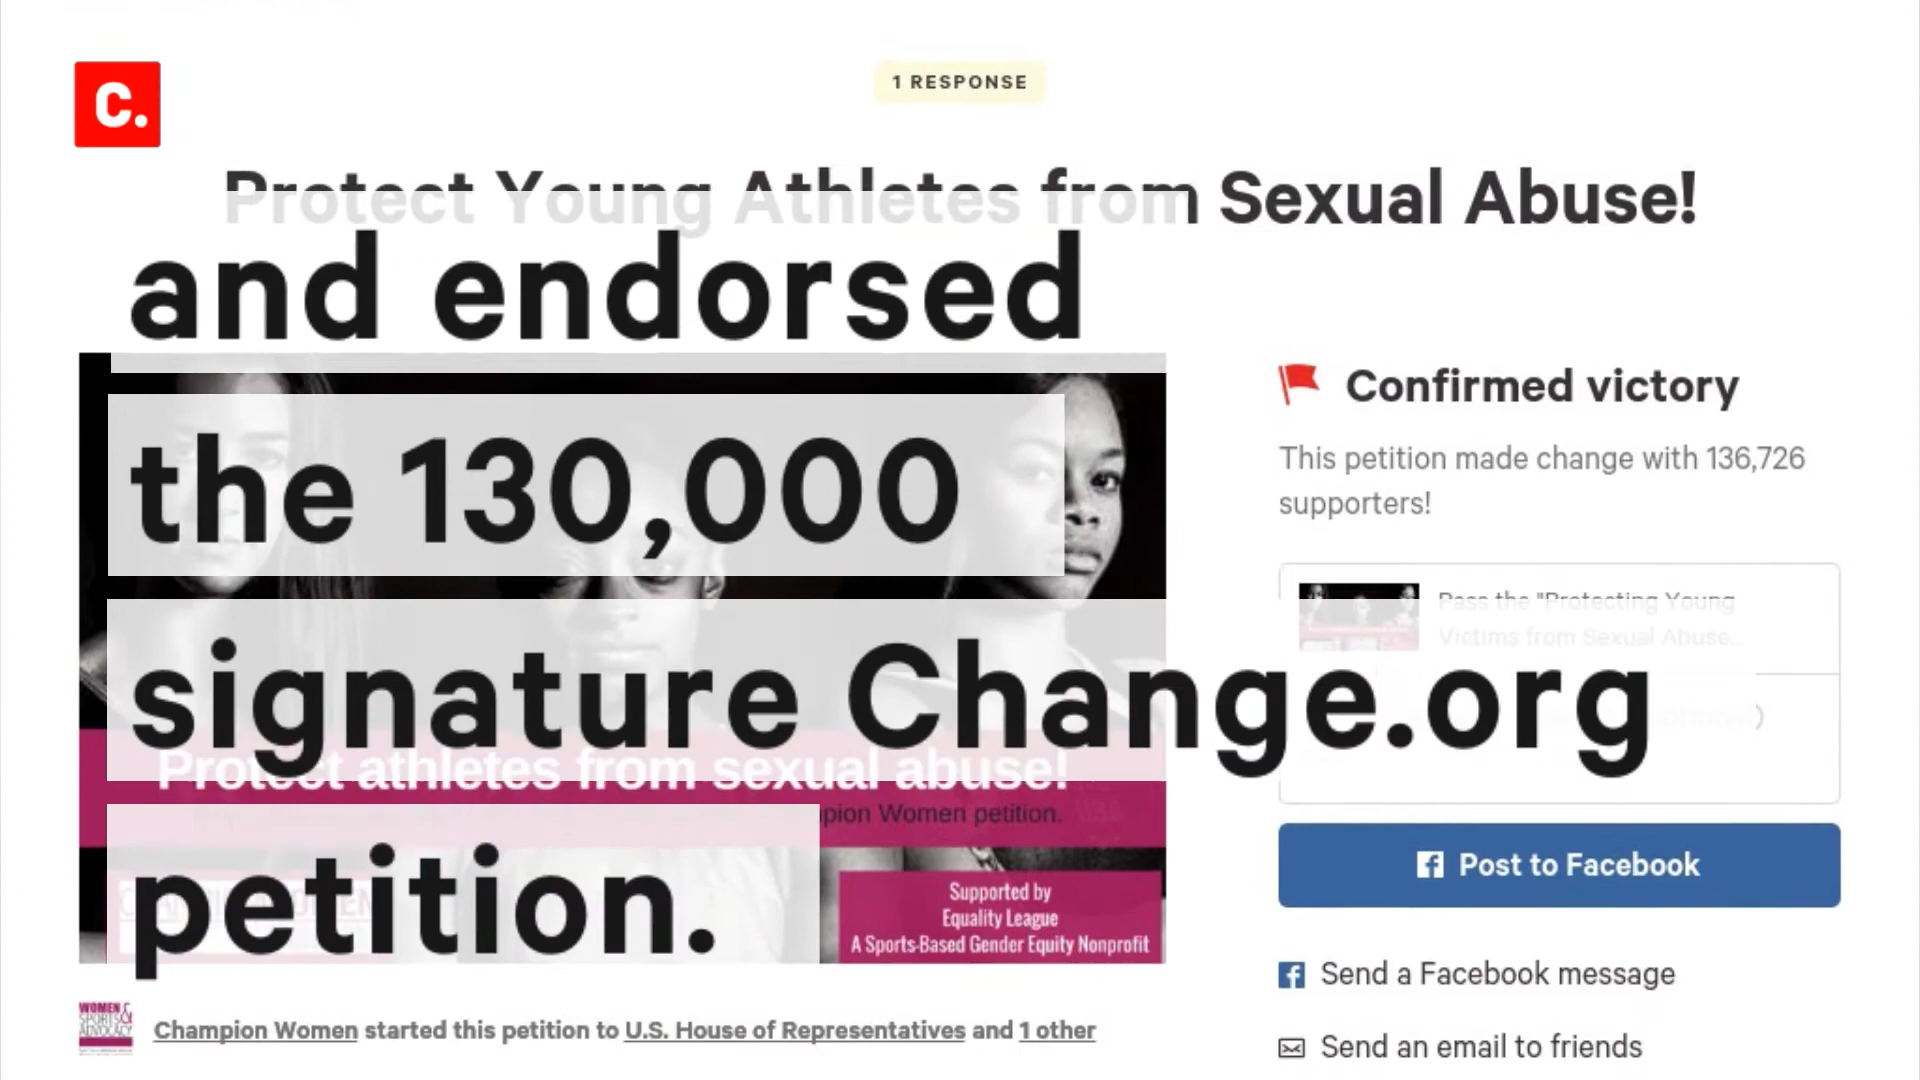 C.
1 RESPONSE
Protect Young Athletes from Sexual Abuse!
and endorsed
the 130,000
signature Change.org
petition.
Protect athletes from sexual abuse!
Women petition.
Supported by
Equality League
A Sports-Based Gender Equity Nonprofit
WOMEN
SPORTS
ADVOCACY
Champion Women started this petition to U.S. House of Representatives and 1 other
Confirmed victory
This petition made change with 136,726
supporters!
Pass the "Protecting Young
Victims from Sexual Abuse...
Post to Facebook
Send a Facebook message
Send an email to friends